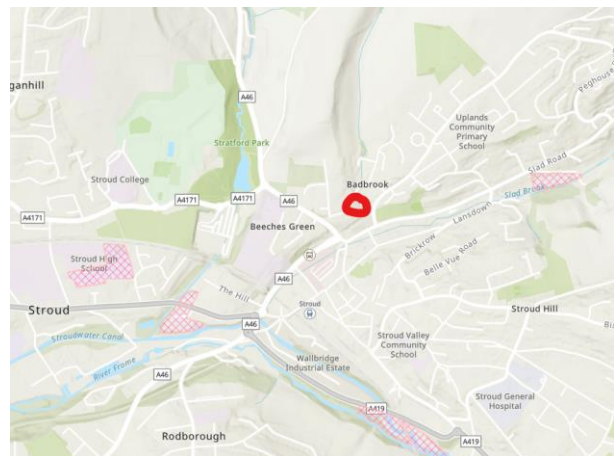 ganhill
A46
Peghouse
Uplands
Community
Primary
School
Stratford Park
Slad Road
Stroud College
Badbrook
Slad Brook
A4171
A46
Lansdown
A4171
Beeches Green
Brickrow
Belle Vue Road
Stroud High
School
A46
The Hill
Stroud
Stroud
Stroud Hill
Stroudwater Canal
A46
Stroud Valley
Community
School
Wallbridge
Industrial Estate
River Frome
A46
Stroud General
Hospital
A419
Rodborough
A419